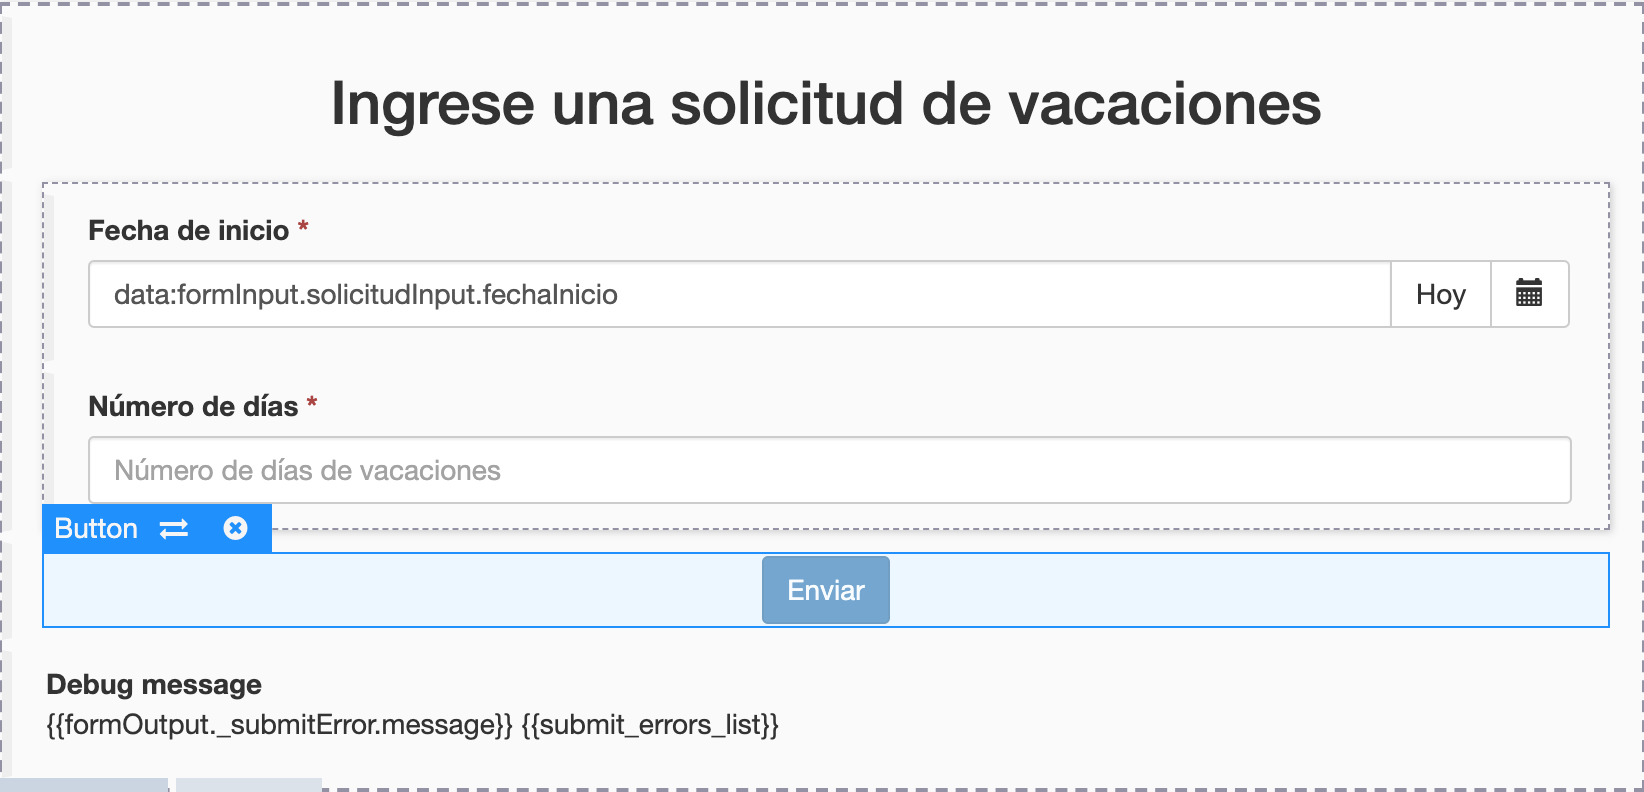 Ingrese una solicitud de vacaciones
Fecha de inicio *
data:formInput.solicitudInput.fechaInicio
Hoy
Número de días *
Número de días de vacaciones
Button
Enviar
Debug message
{{formOutput._submitError.message}} {{submit_errors_list}}